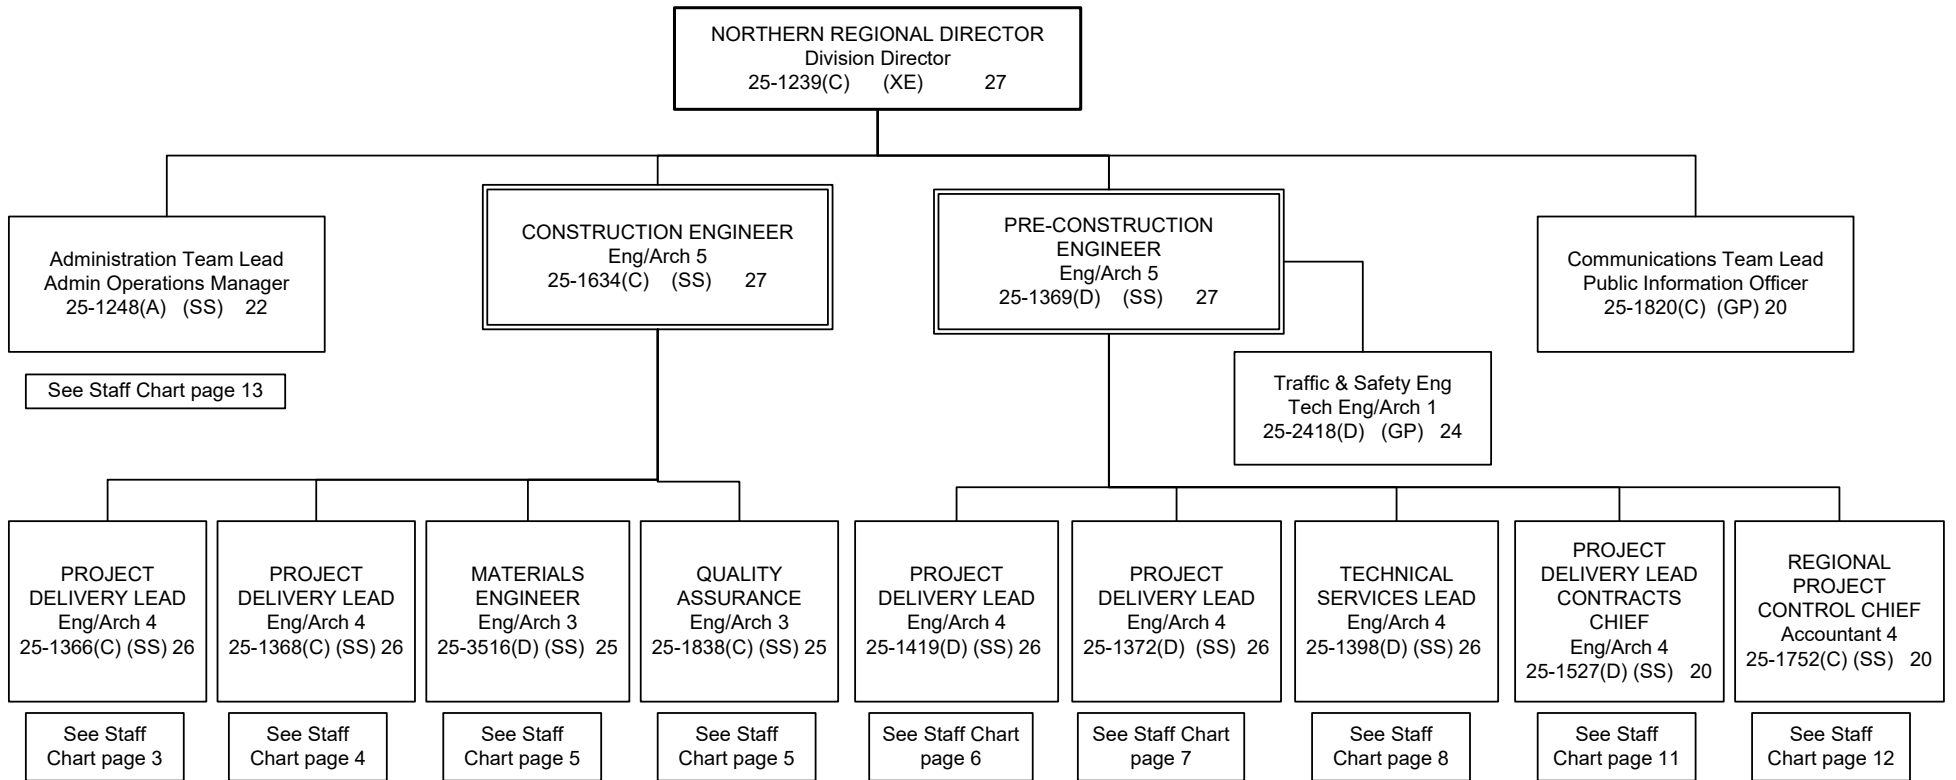 NORTHERN REGIONAL DIRECTOR
Division Director
25-1239(C) (XE) 27
Administration Team Lead
Admin Operations Manager
25-1248(A) (SS) 22
See Staff Chart page 13
CONSTRUCTION ENGINEER
Eng/Arch 5
25-1634(C) (SS) 27
PRE-CONSTRUCTION
ENGINEER
Eng/Arch 5
25-1369(D) (SS) 27
Communications Team Lead
Public Information Officer
25-1820(C) (GP) 20
Traffic & Safety Eng
Tech Eng/Arch 1
25-2418(D) (GP) 24
PROJECT
DELIVERY LEAD
Eng/Arch 4
25-1366(C) (SS) 26
See Staff
Chart page 3
PROJECT
DELIVERY LEAD
Eng/Arch 4
25-1368(C) (SS) 26
See Staff
Chart page 4
MATERIALS
ENGINEER
Eng/Arch 3
25-3516(D) (SS) 25
See Staff
Chart page 5
QUALITY
ASSURANCE
Eng/Arch 3
25-1838(C) (SS) 25
See Staff
Chart page 5
PROJECT
DELIVERY LEAD
Eng/Arch 4
25-1419(D) (SS) 26
See Staff Chart
page 6
PROJECT
DELIVERY LEAD
Eng/Arch 4
25-1372(D) (SS) 26
See Staff Chart
page 7
TECHNICAL
SERVICES LEAD
Eng/Arch 4
25-1398(D) (SS) 26
See Staff
Chart page 8
PROJECT
DELIVERY LEAD
CONTRACTS
CHIEF
Eng/Arch 4
25-1527(D) (SS) 20
See Staff
Chart page 11
REGIONAL
PROJECT
CONTROL CHIEF
Accountant 4
25-1752(C) (SS) 20
See Staff
Chart page 12